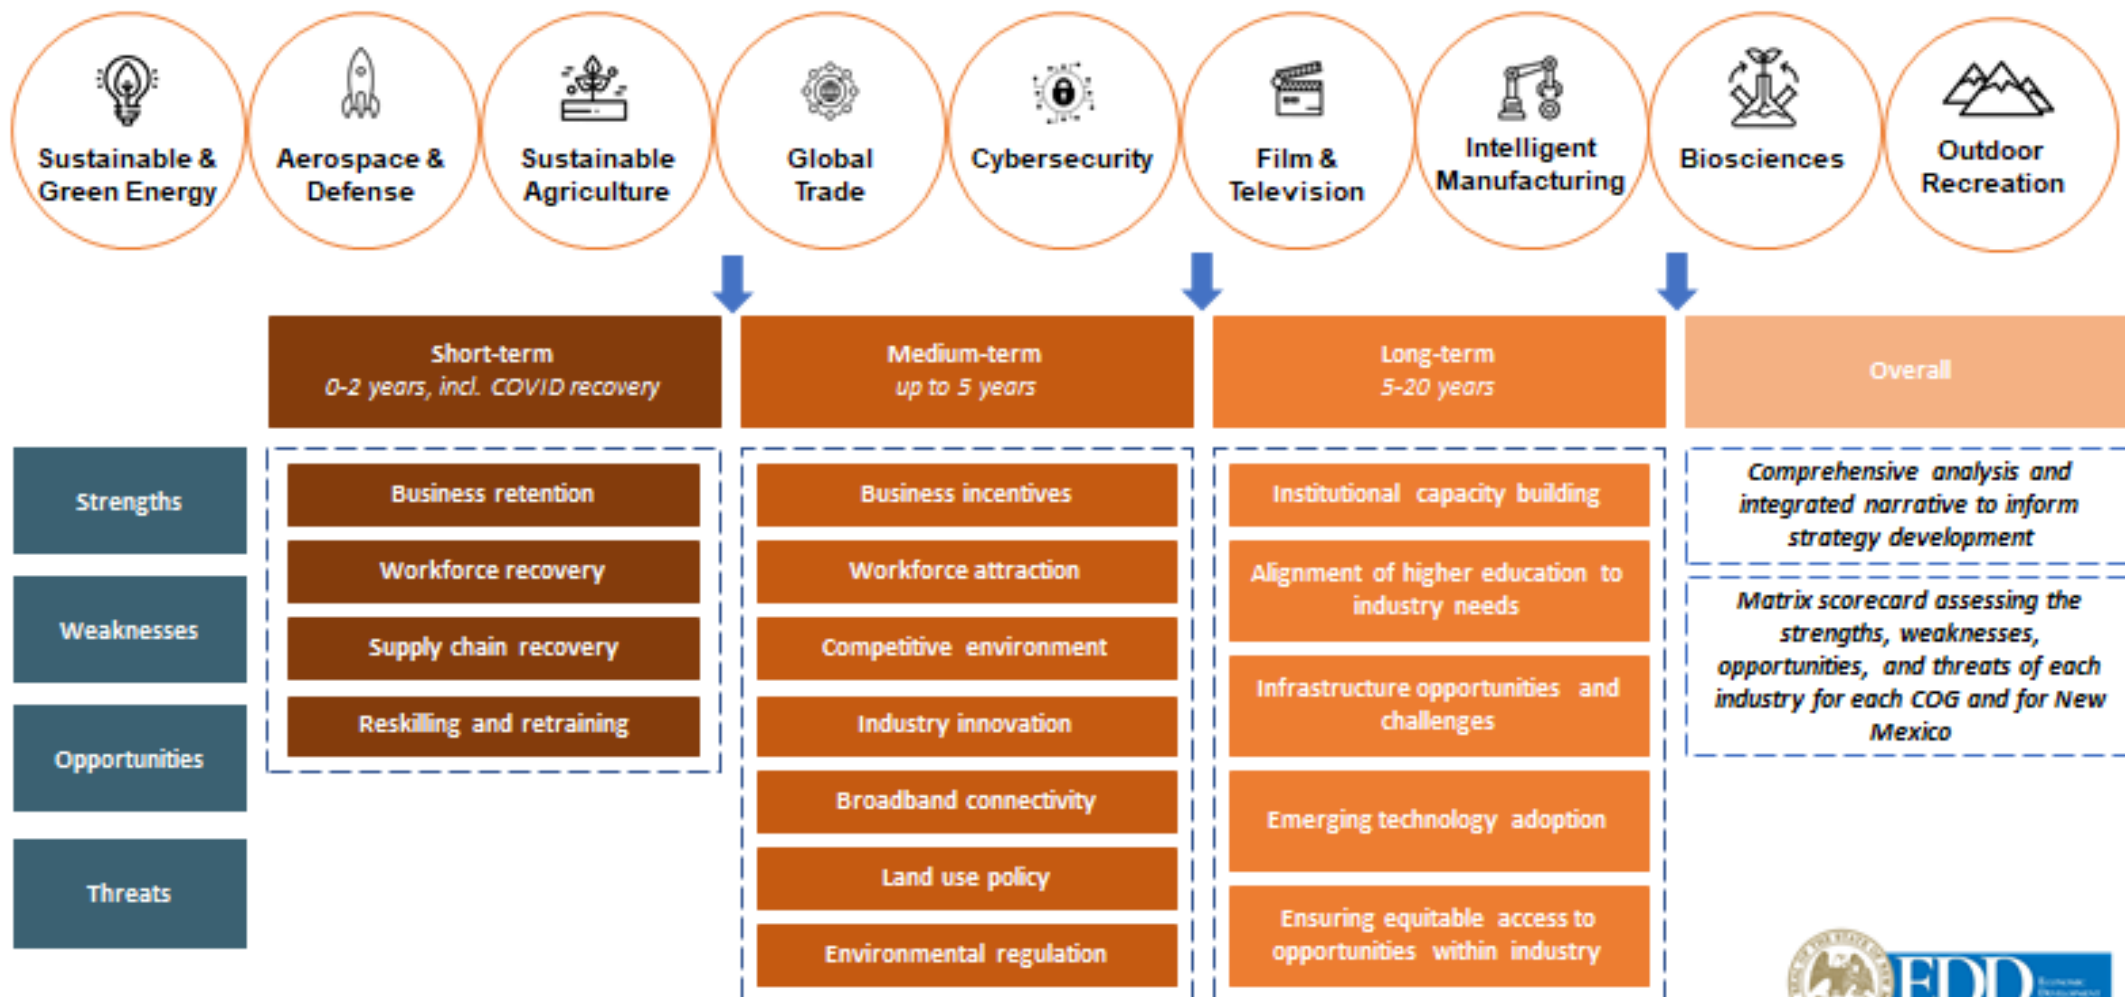 Sustainable &
Green Energy
Aerospace &
Defense
Sustainable
Agriculture
Global
Trade
Cybersecurity
Film &
Television
Intelligent
Manufacturing
Biosciences
Outdoor
Recreation
Short-term
0-2 years, incl. COVID recovery
Medium-term
up to 5 years
Long-term
5-20 years
Overall
Strengths
Weaknesses
Opportunities
Threats
Business retention
Workforce recovery
Supply chain recovery
Reskilling and retraining
Business incentives
Workforce attraction
Competitive environment
Industry innovation
Broadband connectivity
Land use policy
Environmental regulation
Institutional capacity building
Alignment of higher education to
industry needs
Infrastructure opportunities and
challenges
Emerging technology adoption
Ensuring equitable access to
opportunities within industry
Comprehensive analysis and
integrated narrative to inform
strategy development
Matrix scorecard assessing the
strengths, weaknesses,
opportunities, and threats of each
industry for each COG and for New
Mexico
EDD
Economic
Development